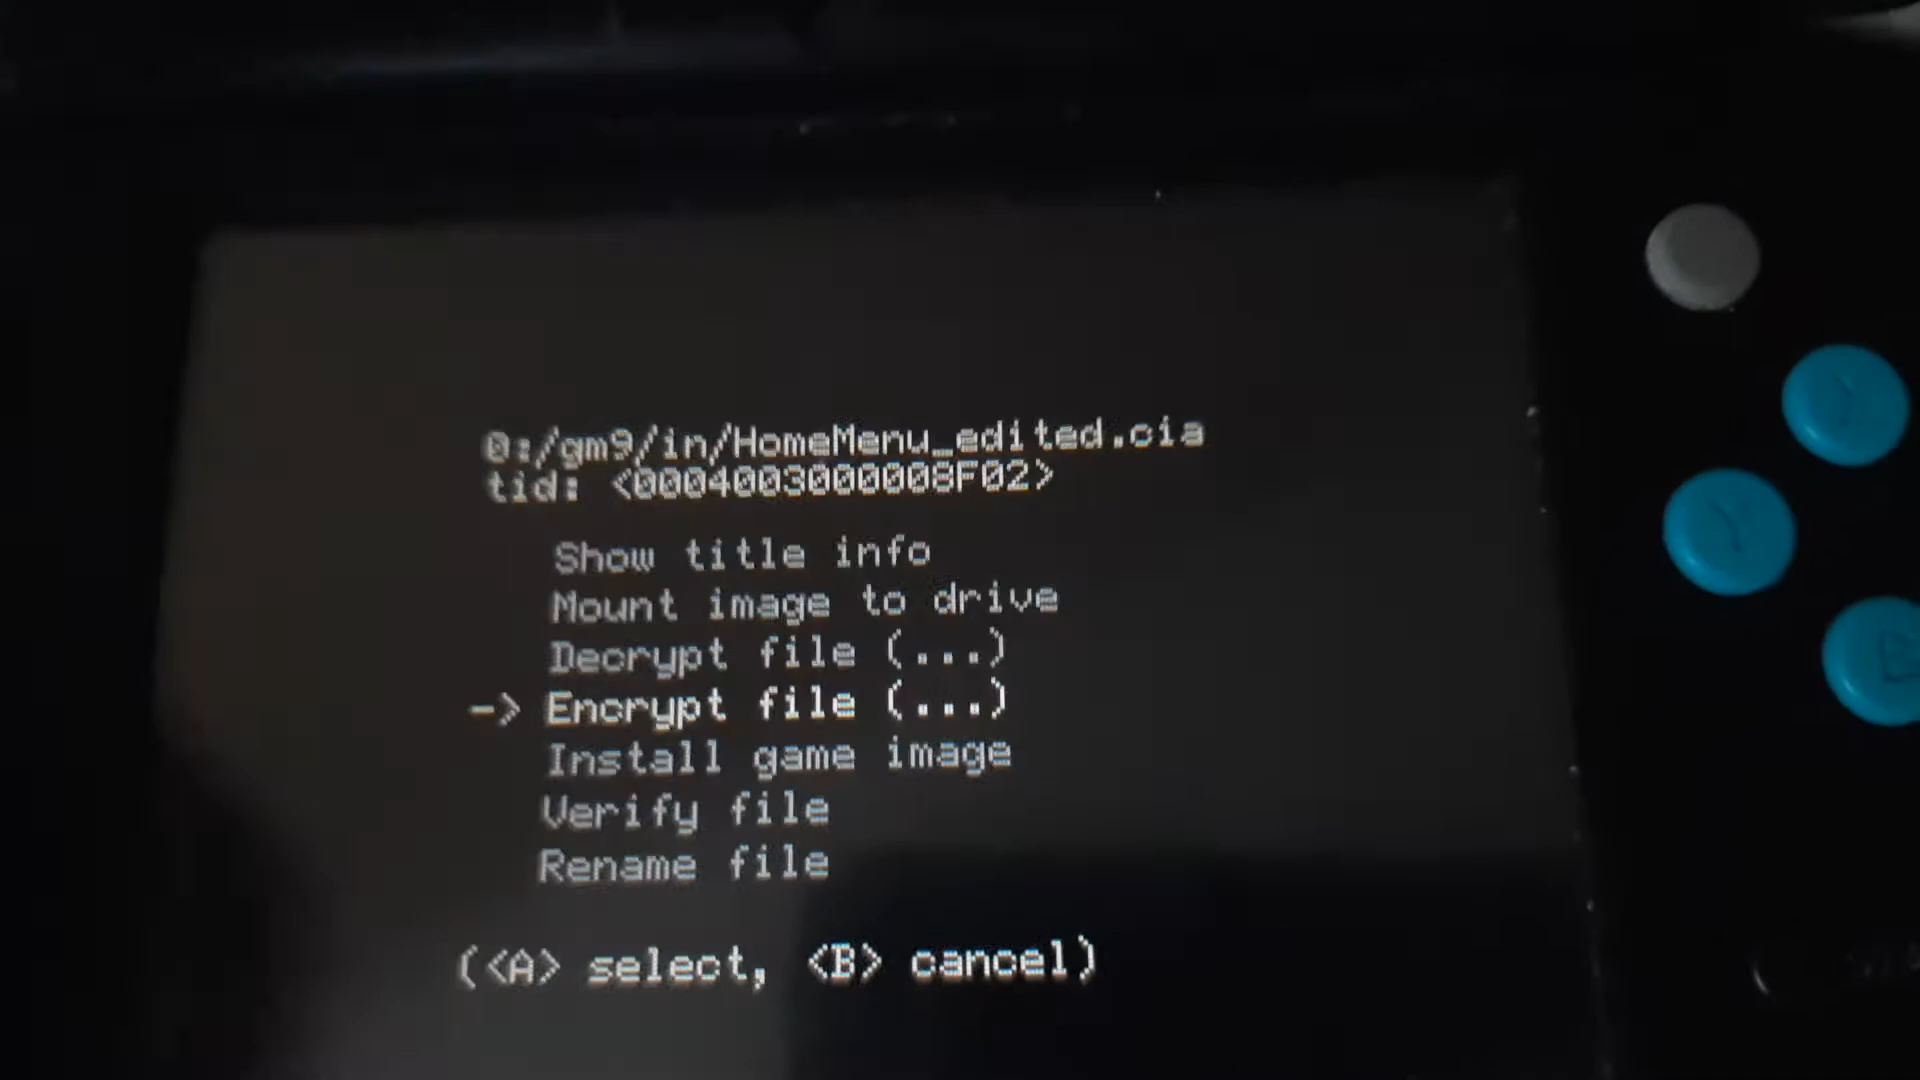 0:/gm9/in/HomeMenu_edited.cia
tid: <0004003000008F02>
Show title info
Mount image to drive
Decrypt file (...)
-> Encrypt file (...)
Install game image
Verify file
Rename file
(<A> select, <B> cancel)